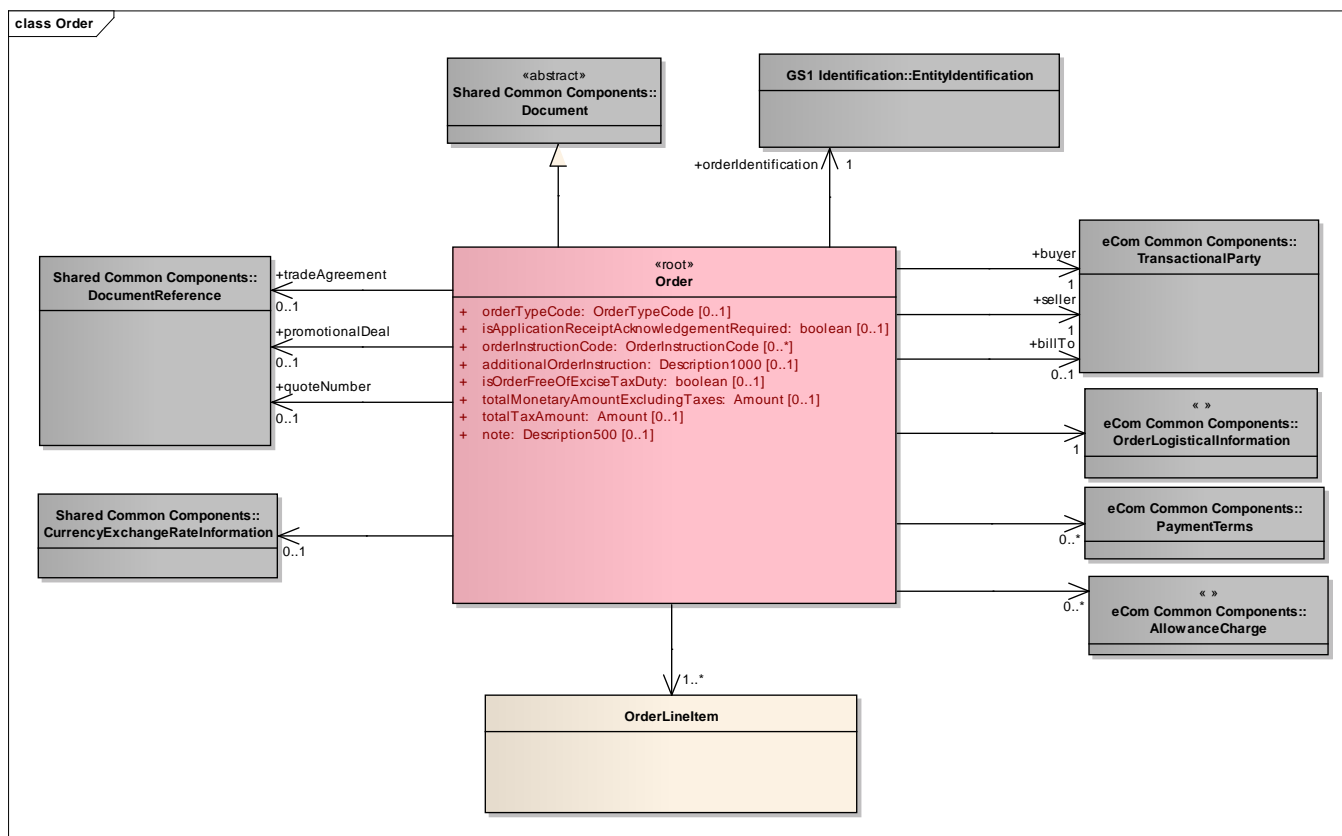 class Order
«abstract»
Shared Common Components::
Document
GS1 Identification::EntityIdentification
+orderIdentification
1
Shared Common Components::
DocumentReference
+tradeAgreement
0..1
+promotionalDeal
0..1
+quoteNumber
0..1
«root»
Order
+ orderTypeCode: OrderTypeCode [0..1]
+ isApplicationReceiptAcknowledgementRequired: boolean [0..1]
+ orderInstructionCode: OrderInstructionCode [0..*]
+ additionalOrderInstruction: Description1000 [0..1]
+ isOrderFreeOfExciseTaxDuty: boolean [0..1]
+ totalMonetaryAmountExcludingTaxes: Amount [0..1]
+ totalTaxAmount: Amount [0..1]
+ note: Description500 [0..1]
+buyer
1
+seller
1
+billTo
0..1
eCom Common Components::
TransactionalParty
1
« »
eCom Common Components::
OrderLogisticalInformation
0..*
eCom Common Components::
PaymentTerms
0..*
« »
eCom Common Components::
AllowanceCharge
Shared Common Components::
CurrencyExchangeRateInformation
0..1
1..*
OrderLineItem